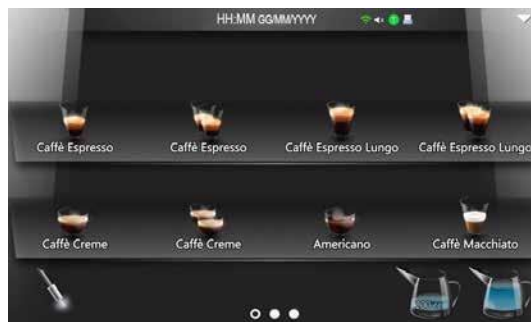 HH:MM GG/MM/YYYY
Caffè Espresso
Caffè Espresso
Caffè Espresso Lungo
Caffè Espresso Lungo
Caffè Creme
Caffè Creme
Americano
Caffè Macchiato